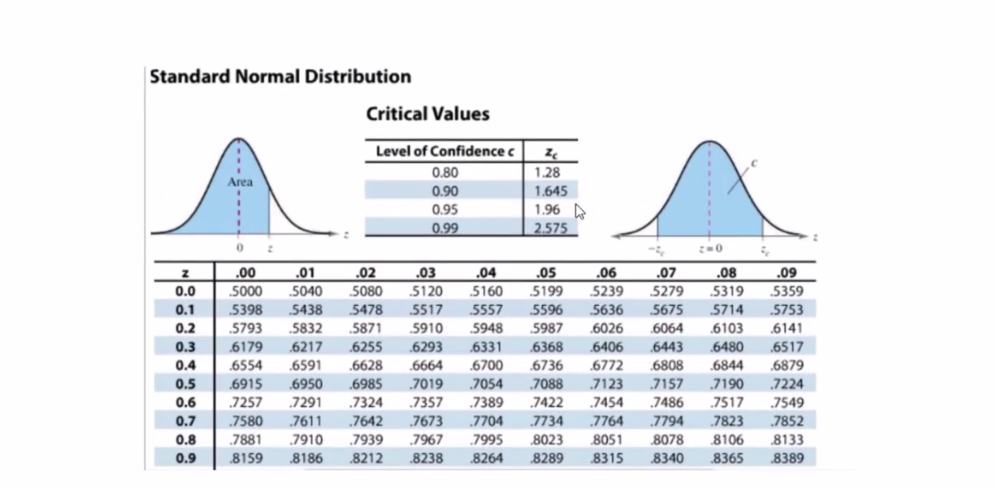 Standard Normal Distribution
Critical Values
Level of Confidence c z_c
0.80 1.28
0.90 1.645
0.95 1.96
0.99 2.575
Area
0 z
z
c
-z_c z=0 z_c
z
z .00 .01 .02 .03 .04 .05 .06 .07 .08 .09
0.0 .5000 .5040 .5080 .5120 .5160 .5199 .5239 .5279 .5319 .5359
0.1 .5398 .5438 .5478 .5517 .5557 .5596 .5636 .5675 .5714 .5753
0.2 .5793 .5832 .5871 .5910 .5948 .5987 .6026 .6064 .6103 .6141
0.3 .6179 .6217 .6255 .6293 .6331 .6368 .6406 .6443 .6480 .6517
0.4 .6554 .6591 .6628 .6664 .6700 .6736 .6772 .6808 .6844 .6879
0.5 .6915 .6950 .6985 .7019 .7054 .7088 .7123 .7157 .7190 .7224
0.6 .7257 .7291 .7324 .7357 .7389 .7422 .7454 .7486 .7517 .7549
0.7 .7580 .7611 .7642 .7673 .7704 .7734 .7764 .7794 .7823 .7852
0.8 .7881 .7910 .7939 .7967 .7995 .8023 .8051 .8078 .8106 .8133
0.9 .8159 .8186 .8212 .8238 .8264 .8289 .8315 .8340 .8365 .8389